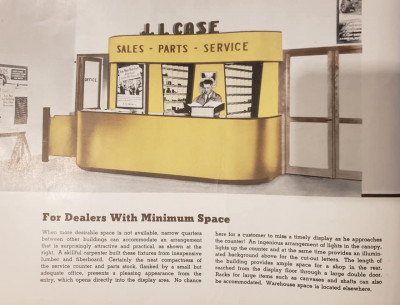 J. I. CASE
SALES - PARTS - SERVICE
OFFICE
For Dealers With Minimum Space
When more desirable space is not available, narrow quarters
between other buildings can accommodate an arrangement
that is surprisingly attractive and practical, as shown at the
right. A skillful carpenter built these fixtures from inexpensive
lumber and fiberboard. Certainly the neat compactness of
the service counter and parts stock, flanked by a small but
adequate office, presents a pleasing appearance from the
entry, which opens directly into the display area. No chance
here for a customer to miss a timely display as he approaches
the counter! An ingenious arrangement of lights in the canopy,
lights up the counter and at the same time provides an illumin-
ated background above for the cut-out letters. The length of
the building provides ample space for a shop in the rear,
reached from the display floor through a large double door.
Racks for large items such as canvases and shafts can also
be accommodated. Warehouse space is located elsewhere.